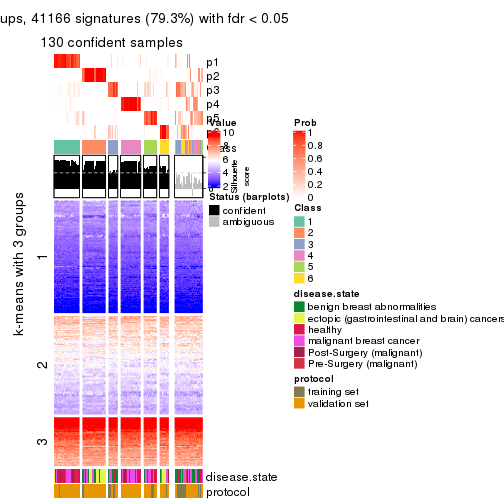 ups, 41166 signatures (79.3%) with fdr < 0.05
130 confident samples
p1
p2
p3
p4
p5
Value
10
8
6
4
2
0
Silhouette
score
Prob
1
0.8
0.6
0.4
0.2
0
Status (barplots)
confident
ambiguous
Class
1
2
3
4
5
6
disease.state
benign breast abnormalities
ectopic (gastrointestinal and brain) cancers
healthy
malignant breast cancer
Post-Surgery (malignant)
Pre-Surgery (malignant)
protocol
training set
validation set
k-means with 3 groups
1
2
3
disease.state
protocol